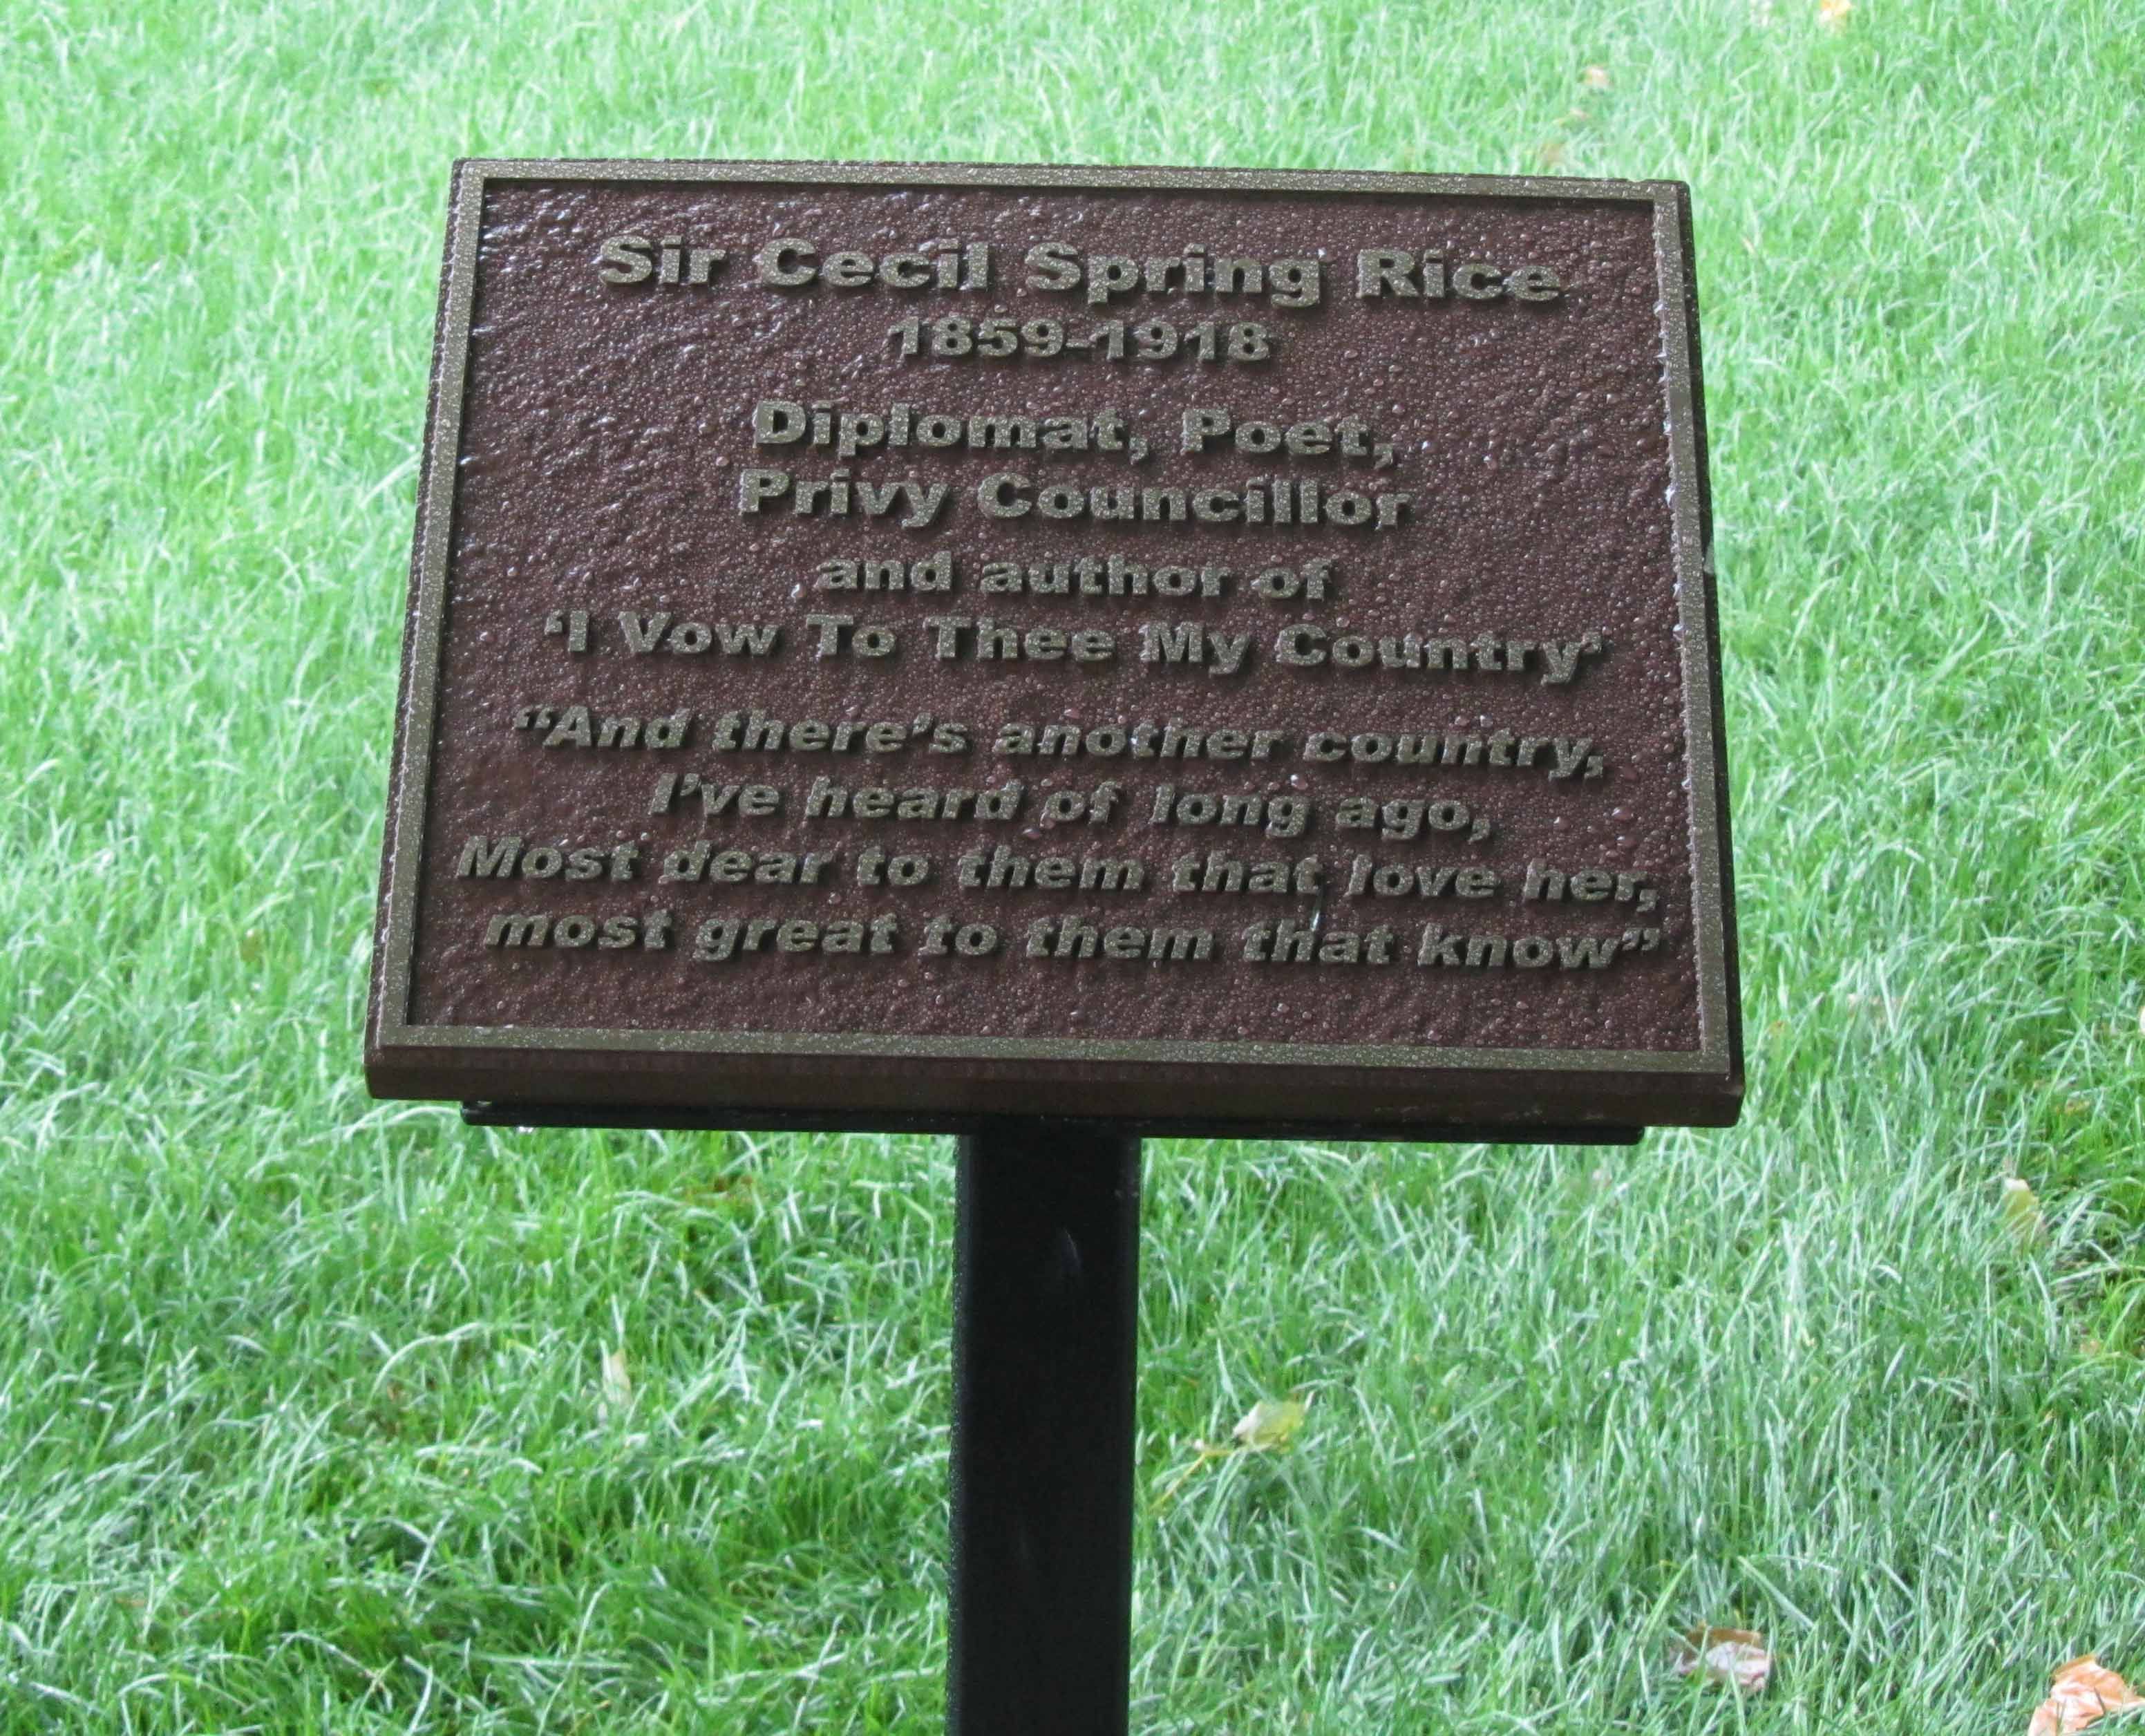 Sir Cecil Spring Rice
1859-1918
Diplomat, Poet,
Privy Councillor
and author of
‘I Vow To Thee My Country‘
“And there’s another country,
I’ve heard of long ago,
Most dear to them that love her,
most great to them that know”